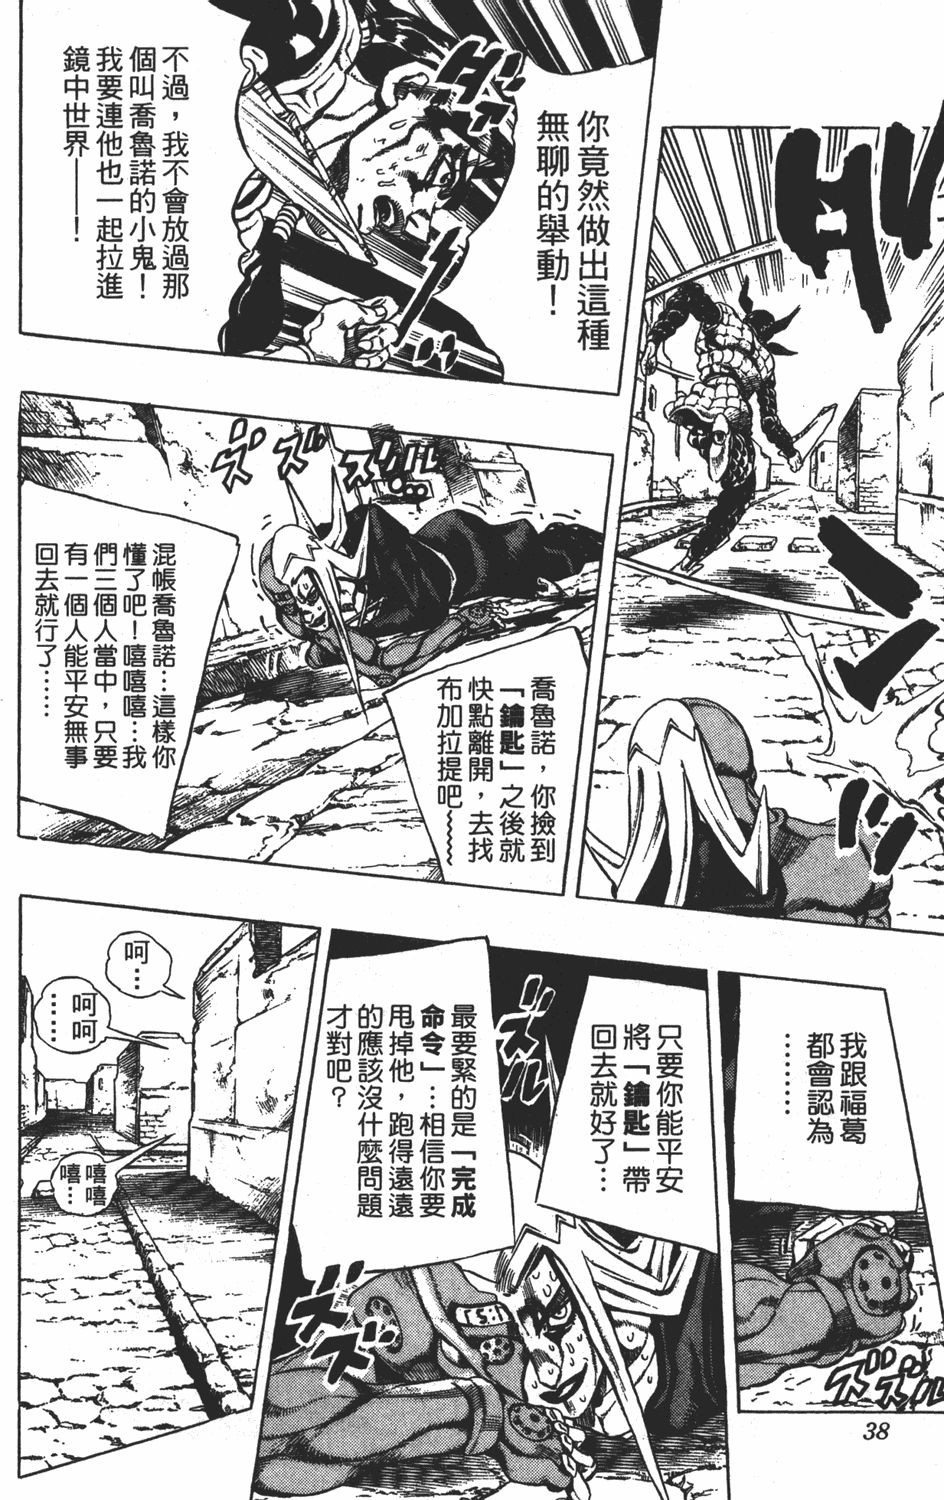 你竟然做出這種
無聊的舉動！
不過，我不會放過那
個叫喬魯諾的小鬼！
我要連他也一起拉進
鏡中世界——！
喬魯諾，你撿到
「鑰匙」之後就
快點離開，去找
布加拉提吧～～
混帳喬魯諾…這樣你
懂了吧！嘻嘻嘻…我
們三個人當中，只要
有一個人能平安無事
回去就行了……
我跟福葛
都會認為
……
只要你能平安
將「鑰匙」帶
回去就好了…
最要緊的是「完成
命令」…相信你要
甩掉他，跑得遠遠
的應該沒什麼問題
才對吧？
呵…
呵呵
……
嘻嘻
嘻…
38